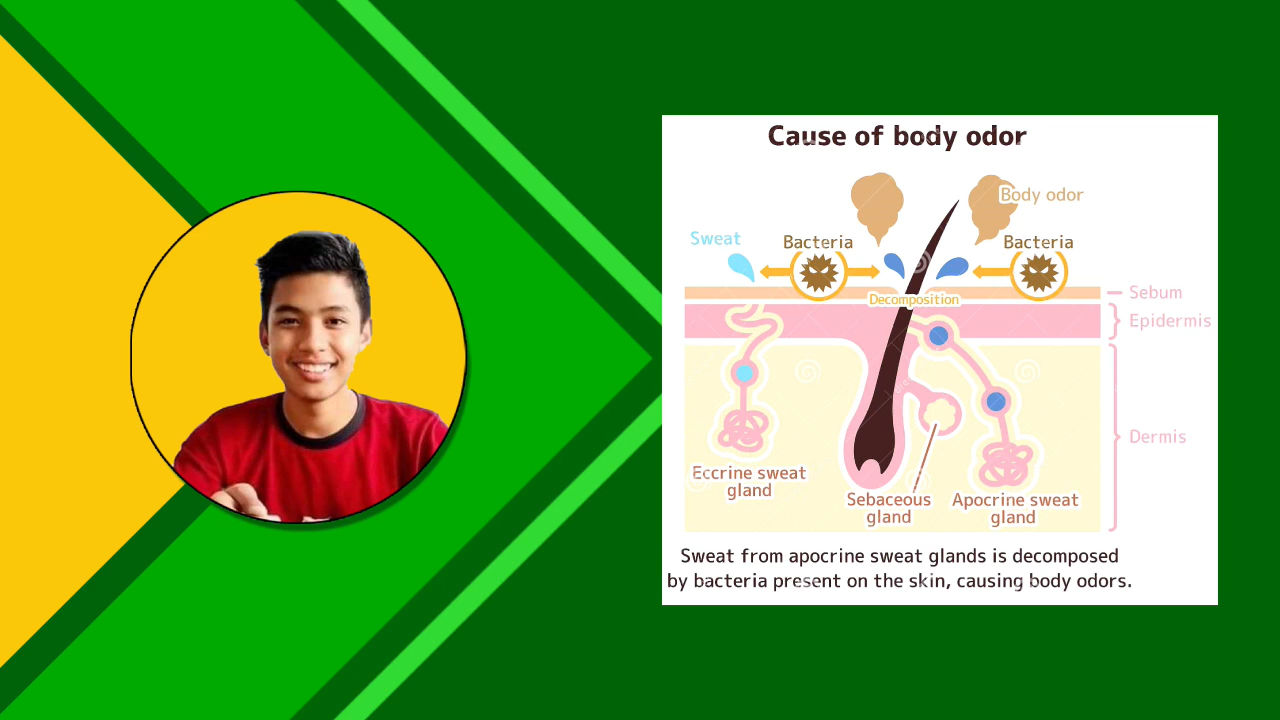 Cause of body odor
Body odor
Sweat
Bacteria
Bacteria
Decomposition
Sebum
Epidermis
Dermis
Eccrine sweat
gland
Sebaceous
gland
Apocrine sweat
gland
Sweat from apocrine sweat glands is decomposed
by bacteria present on the skin, causing body odors.